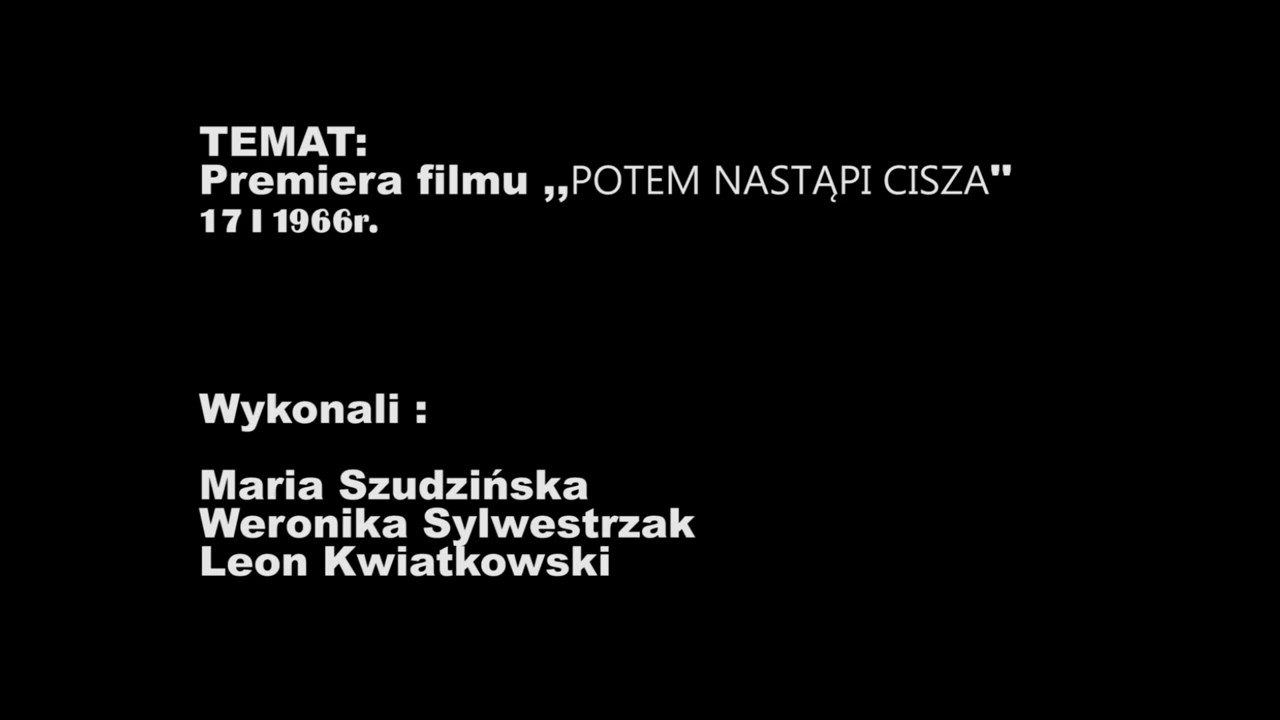 TEMAT:
Premiera filmu ,,POTEM NASTĄPI CISZA"
17 I 1966r.
Wykonali :
Maria Szudzińska
Weronika Sylwestrzak
Leon Kwiatkowski